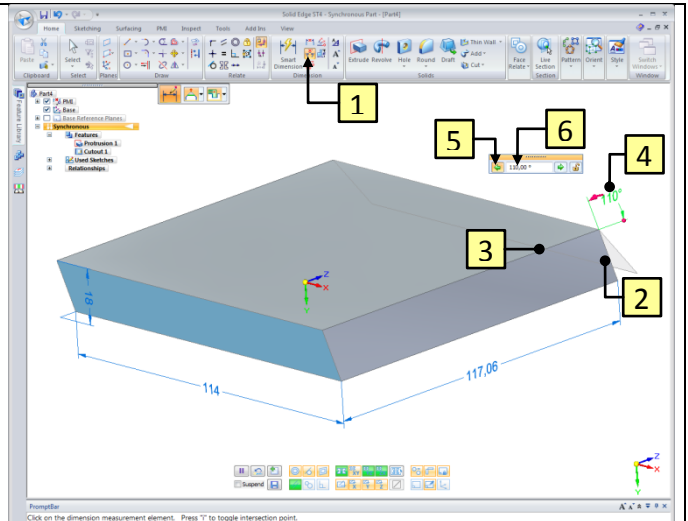 Solid Edge ST4 - Synchronous Part - [Part4]
Home Sketching Surfacing PMI Inspect Tools Add Ins View
Paste
Select
Smart Dimension
Extrude Revolve Hole Round Draft
Thin Wall
Add
Cut
Face Relate
Live Section
Pattern Orient Style
Switch Windows
Clipboard Select Planes Draw Relate Dimension Solids Section Window
1
Feature Library
Part4
PMI
Base
Base Reference Planes
Synchronous
Features
Protrusion 1
Cutout 1
Used Sketches
Relationships
5
6
110,00 °
4
110°
3
2
Z
X
Y
18
114
117,06
Suspend
Z
X
Y
PromptBar
Click on the dimension measurement element. Press "i" to toggle intersection point.